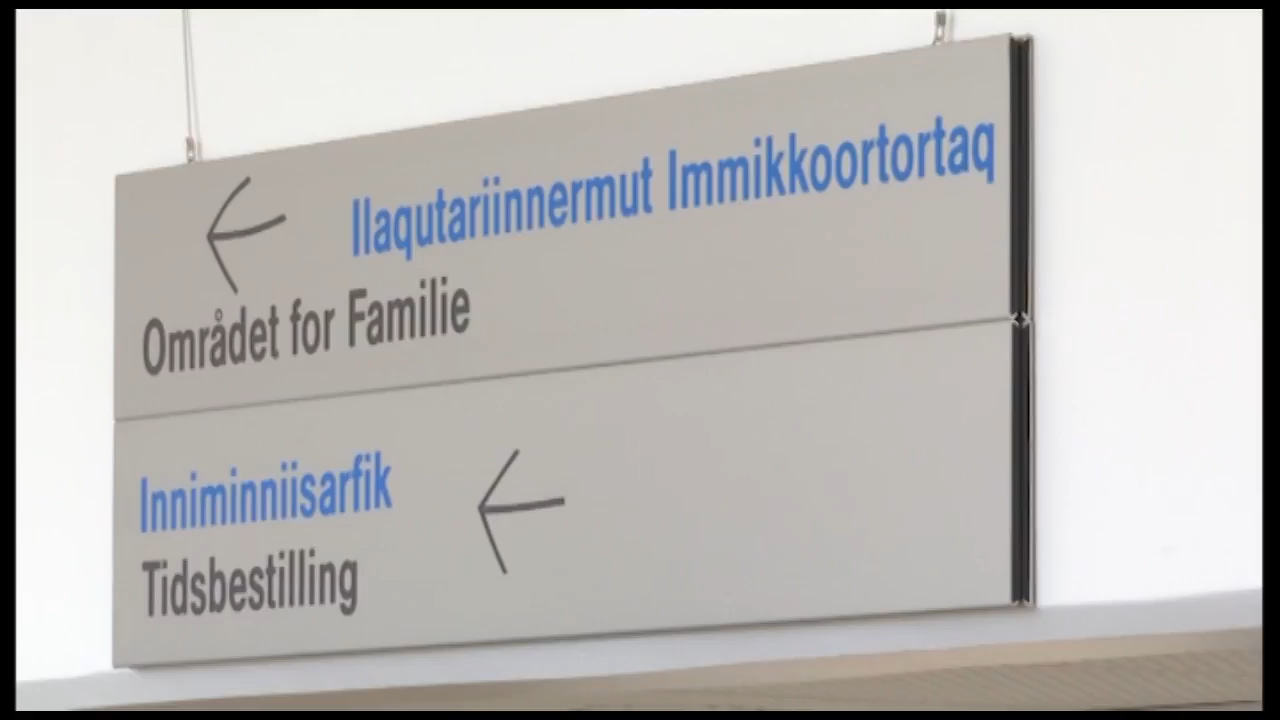 Ilaqutariinnermut Immikkoortortaq
Området for Familie
Inniminniisarfik
Tidsbestilling